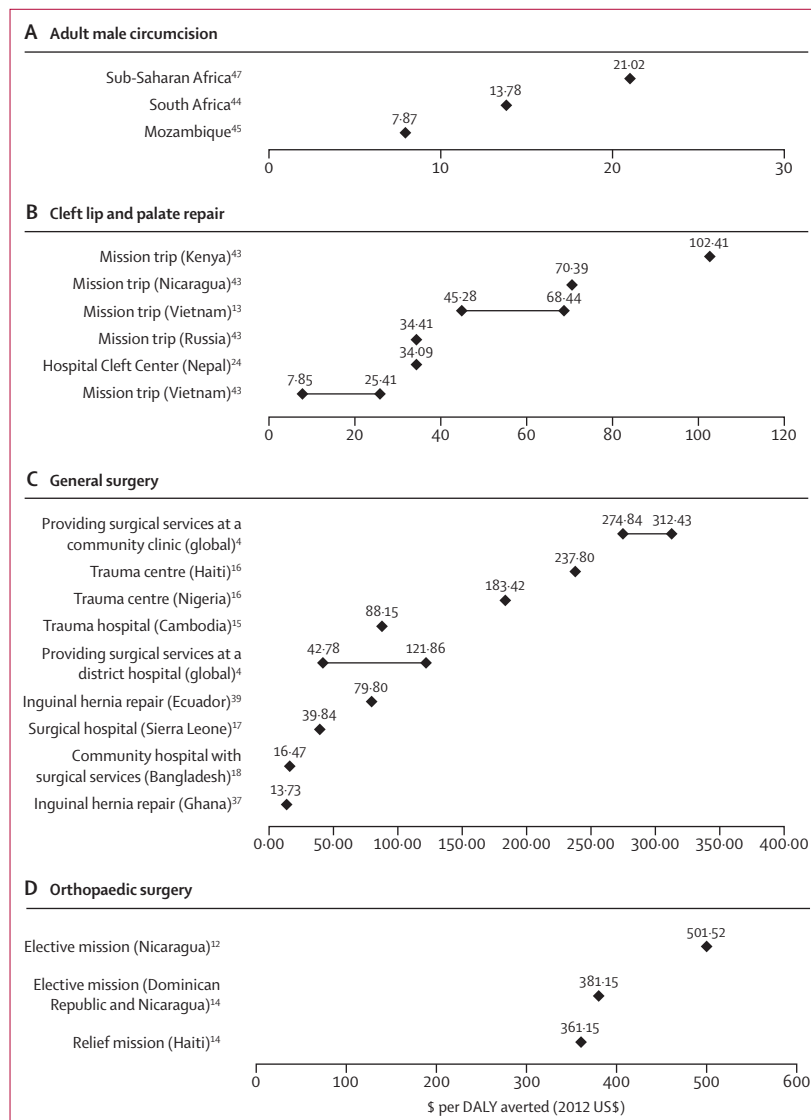 A Adult male circumcision
21·02
Sub-Saharan Africa⁴⁷
13·78
South Africa⁴⁴
7·87
Mozambique⁴⁵
0 10 20 30
B Cleft lip and palate repair
102·41
Mission trip (Kenya)⁴³
70·39
Mission trip (Nicaragua)⁴³
45·28 68·44
Mission trip (Vietnam)¹³
34·41
Mission trip (Russia)⁴³
34·09
Hospital Cleft Center (Nepal)²⁴
7·85 25·41
Mission trip (Vietnam)⁴³
0 20 40 60 80 100 120
C General surgery
274·84 312·43
Providing surgical services at a
community clinic (global)⁴
237·80
Trauma centre (Haiti)¹⁶
183·42
Trauma centre (Nigeria)¹⁶
88·15
Trauma hospital (Cambodia)¹⁵
42·78 121·86
Providing surgical services at a
district hospital (global)⁴
79·80
Inguinal hernia repair (Ecuador)³⁹
39·84
Surgical hospital (Sierra Leone)¹⁷
16·47
Community hospital with
surgical services (Bangladesh)¹⁸
13·73
Inguinal hernia repair (Ghana)³⁷
0·00 50·00 100·00 150·00 200·00 250·00 300·00 350·00 400·00
D Orthopaedic surgery
501·52
Elective mission (Nicaragua)¹²
381·15
Elective mission (Dominican
Republic and Nicaragua)¹⁴
361·15
Relief mission (Haiti)¹⁴
0 100 200 300 400 500 600
$ per DALY averted (2012 US$)